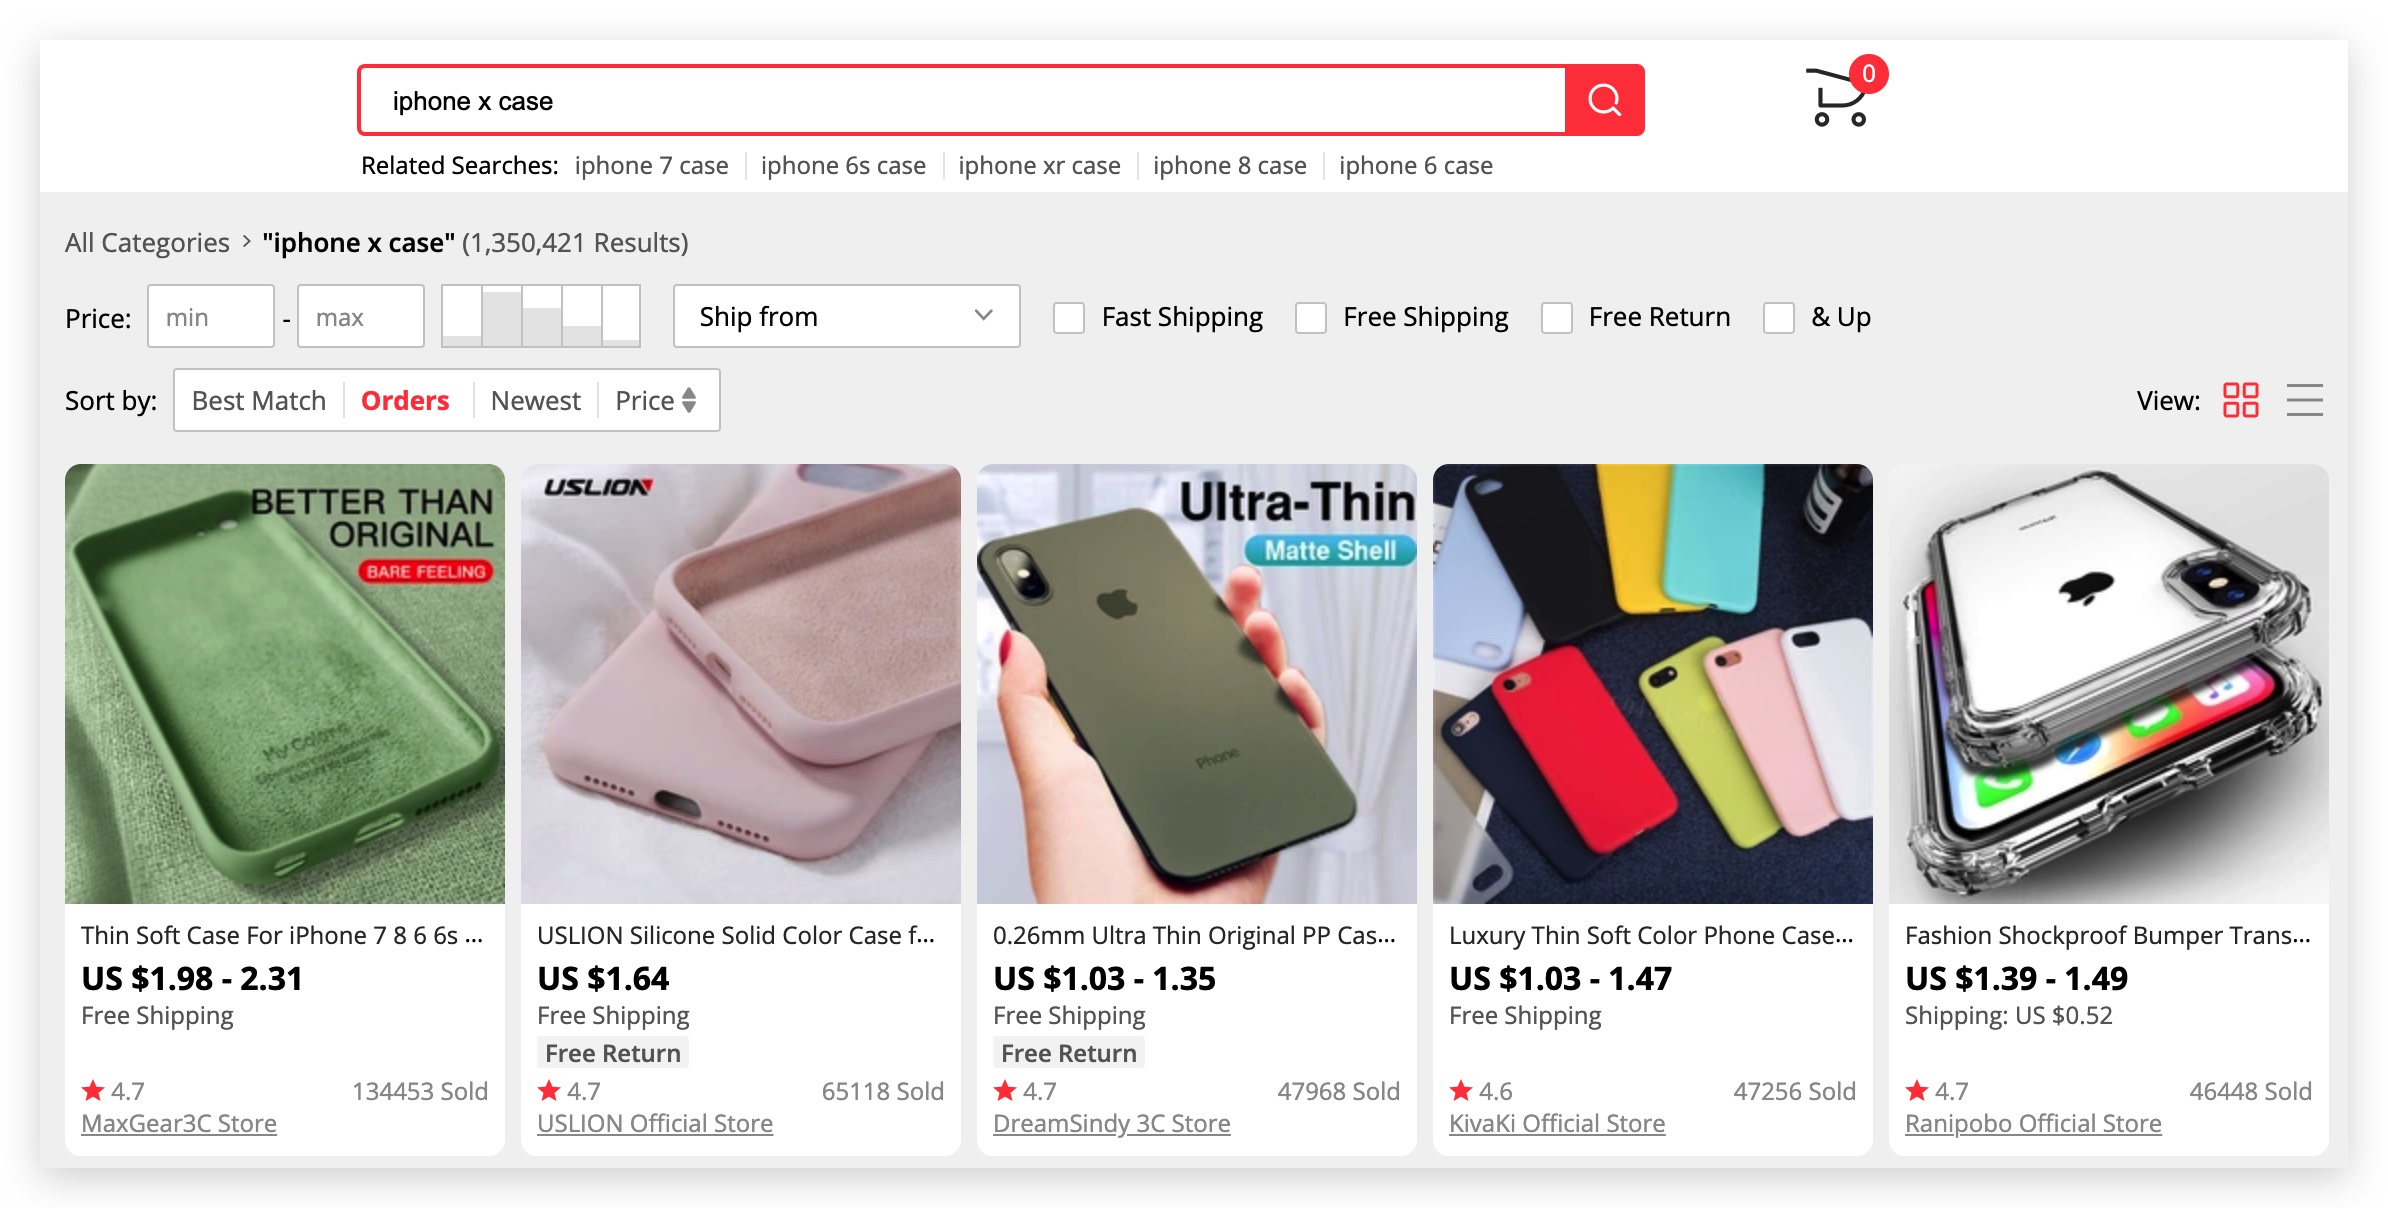 iphone x case
0
Related Searches: iphone 7 case iphone 6s case iphone xr case iphone 8 case iphone 6 case
All Categories > "iphone x case" (1,350,421 Results)
Price: min - max Ship from Fast Shipping Free Shipping Free Return & Up
Sort by: Best Match Orders Newest Price View:
BETTER THAN
ORIGINAL
BARE FEELING
My Colors
USLION
Ultra-Thin
Matte Shell
Phone
Thin Soft Case For iPhone 7 8 6 6s ...
US $1.98 - 2.31
Free Shipping
4.7 134453 Sold
MaxGear3C Store
USLION Silicone Solid Color Case f...
US $1.64
Free Shipping
Free Return
4.7 65118 Sold
USLION Official Store
0.26mm Ultra Thin Original PP Cas...
US $1.03 - 1.35
Free Shipping
Free Return
4.7 47968 Sold
DreamSindy 3C Store
Luxury Thin Soft Color Phone Case...
US $1.03 - 1.47
Free Shipping
4.6 47256 Sold
KivaKi Official Store
Fashion Shockproof Bumper Trans...
US $1.39 - 1.49
Shipping: US $0.52
4.7 46448 Sold
Ranipobo Official Store